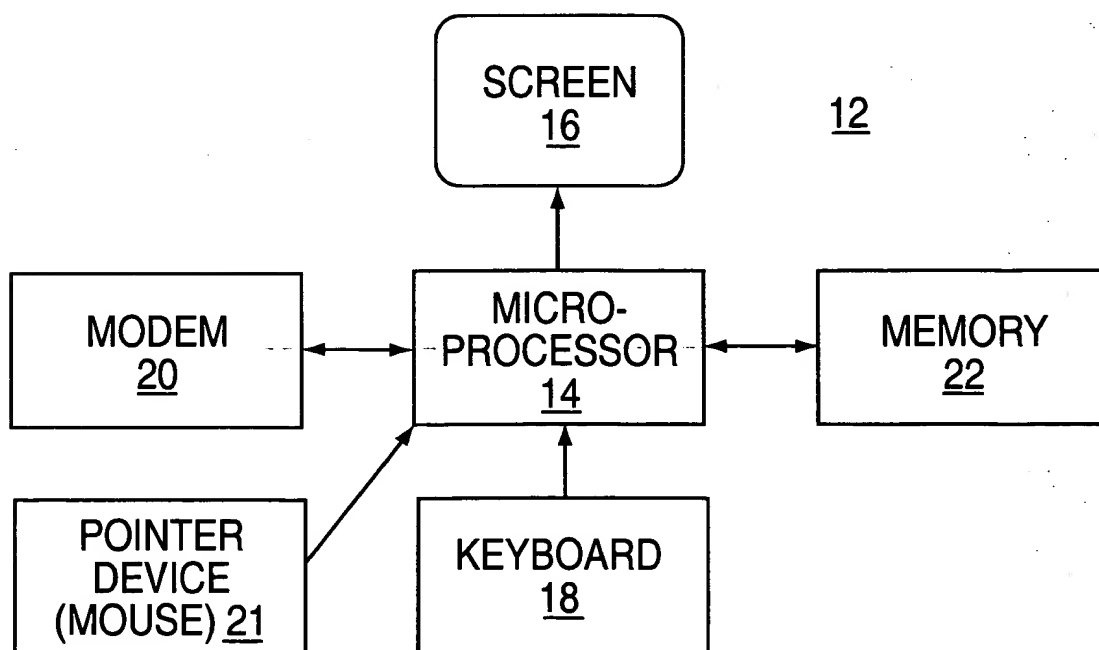 SCREEN
16
12
MODEM
20
MICRO-
PROCESSOR
14
MEMORY
22
POINTER
DEVICE
(MOUSE) 21
KEYBOARD
18